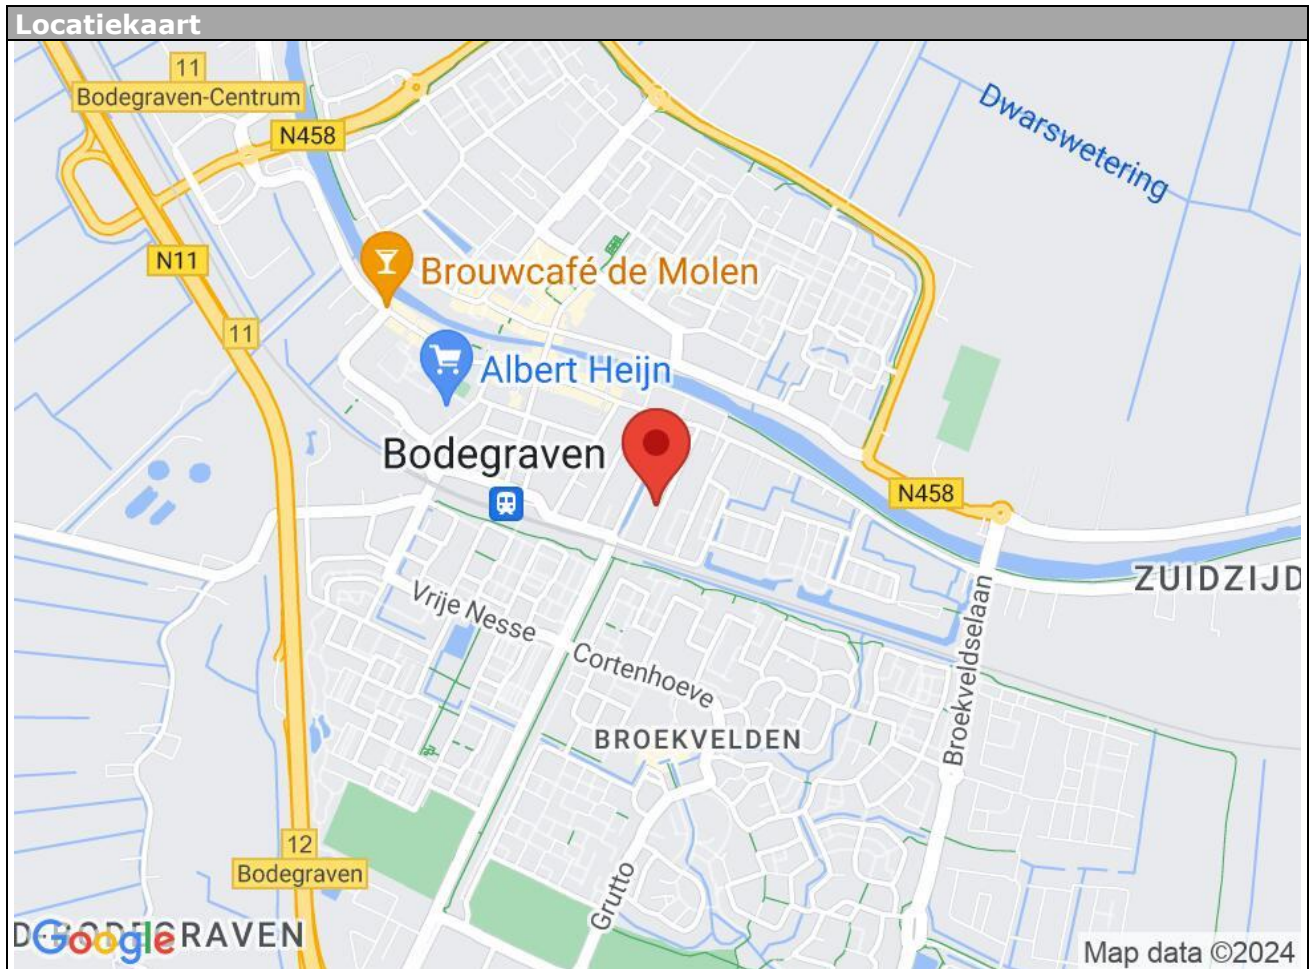 Locatiekaart
11
Bodegraven-Centrum
N458
Dwarswetering
N11
Brouwcafé de Molen
11
Albert Heijn
Bodegraven
N458
ZUIDZIJD
Vrije Nesse
Cortenhoeve
Broekveldselaan
BROEKVELDEN
12
Bodegraven
Grutto
Google
GRAVEN
Map data ©2024